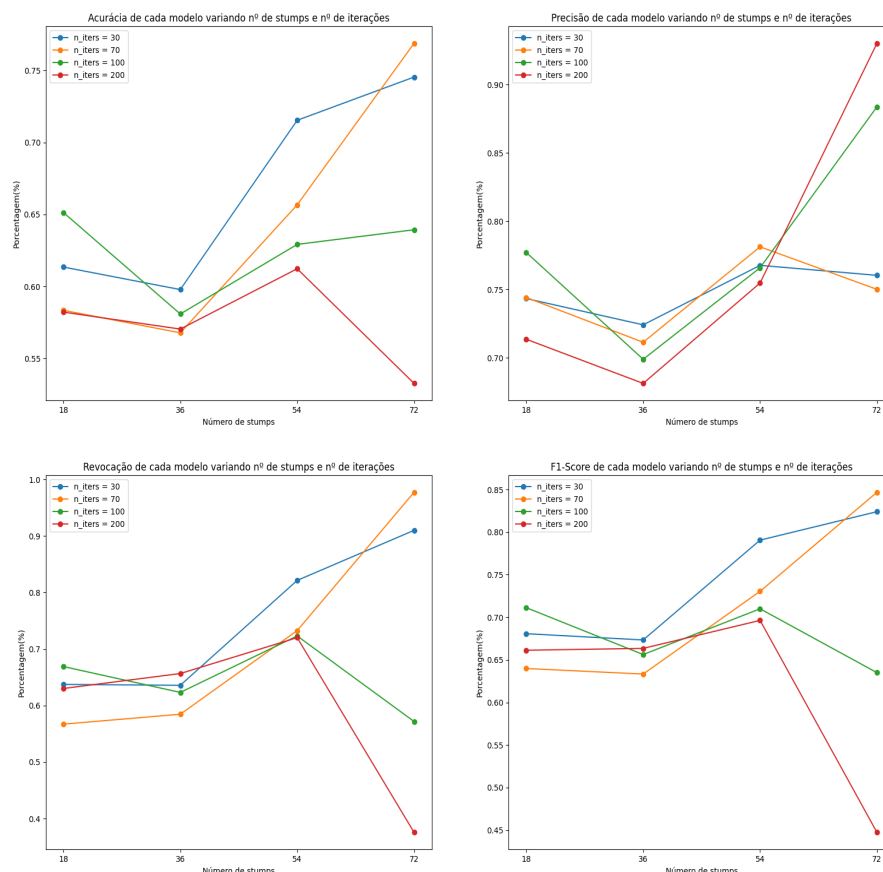 Acurácia de cada modelo variando nº de stumps e nº de iterações
n_iters = 30
n_iters = 70
n_iters = 100
n_iters = 200
0.75
0.70
0.65
0.60
0.55
Porcentagem(%)
18 36 54 72
Número de stumps
Precisão de cada modelo variando nº de stumps e nº de iterações
n_iters = 30
n_iters = 70
n_iters = 100
n_iters = 200
0.90
0.85
0.80
0.75
0.70
Porcentagem(%)
18 36 54 72
Número de stumps
Revocação de cada modelo variando nº de stumps e nº de iterações
n_iters = 30
n_iters = 70
n_iters = 100
n_iters = 200
1.0
0.9
0.8
0.7
0.6
0.5
0.4
Porcentagem(%)
18 36 54 72
Número de stumps
F1-Score de cada modelo variando nº de stumps e nº de iterações
n_iters = 30
n_iters = 70
n_iters = 100
n_iters = 200
0.85
0.80
0.75
0.70
0.65
0.60
0.55
0.50
0.45
Porcentagem(%)
18 36 54 72
Número de stumps